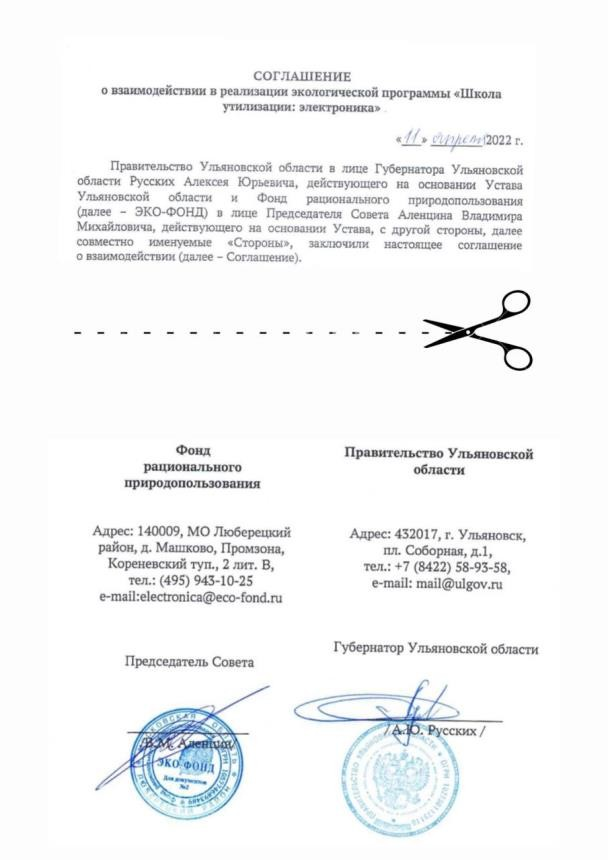 СОГЛАШЕНИЕ
о взаимодействии в реализации экологической программы «Школа
утилизации: электроника»
«11» апреля 2022 г.
Правительство Ульяновской области в лице Губернатора Ульяновской
области Русских Алексея Юрьевича, действующего на основании Устава
Ульяновской области и Фонд рационального природопользования
(далее – ЭКО-ФОНД) в лице Председателя Совета Аленцина Владимира
Михайловича, действующего на основании Устава, с другой стороны, далее
совместно именуемые «Стороны», заключили настоящее соглашение
о взаимодействии (далее – Соглашение).
Фонд
рационального
природопользования
Адрес: 140009, МО Люберецкий
район, д. Машково, Промзона,
Кореневский туп., 2 лит. В,
тел.: (495) 943-10-25
e-mail:electronica@eco-fond.ru
Председатель Совета
/В.М. Аленцин/
ЭКО-ФОНД
Для документов
№2
Правительство Ульяновской
области
Адрес: 432017, г. Ульяновск,
пл. Соборная, д.1,
тел.: +7 (8422) 58-93-58,
e-mail: mail@ulgov.ru
Губернатор Ульяновской области
/А.Ю. Русских /